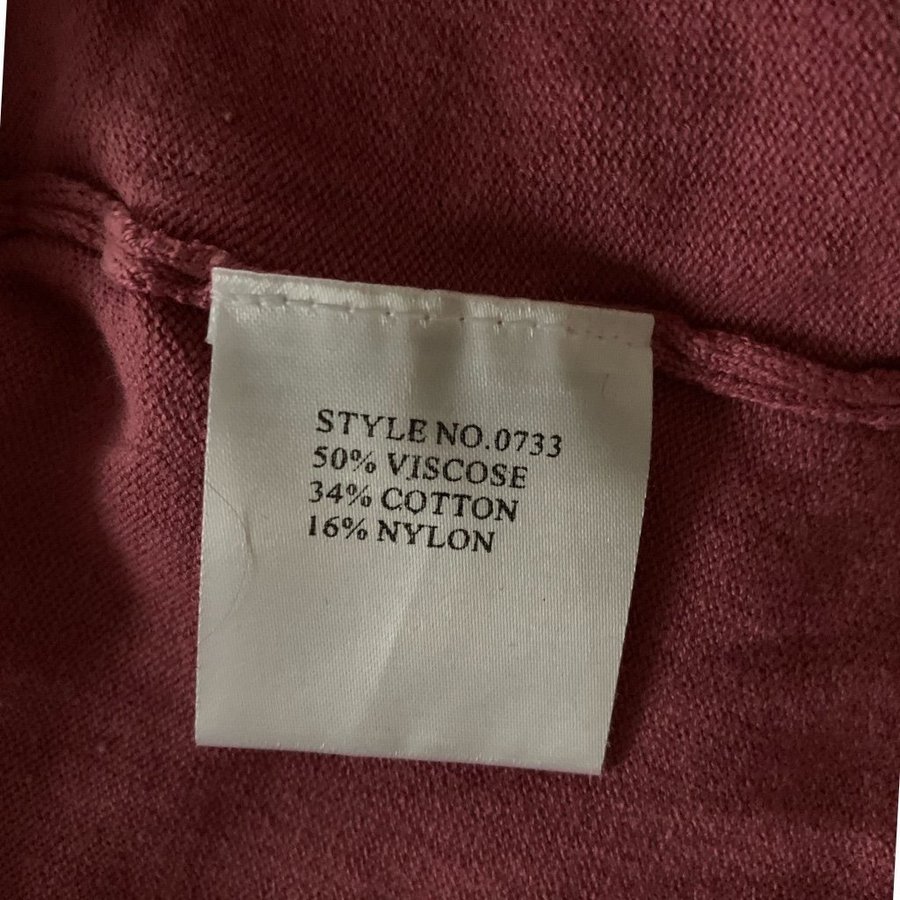 STYLE NO.0733
50% VISCOSE
34% COTTON
16% NYLON